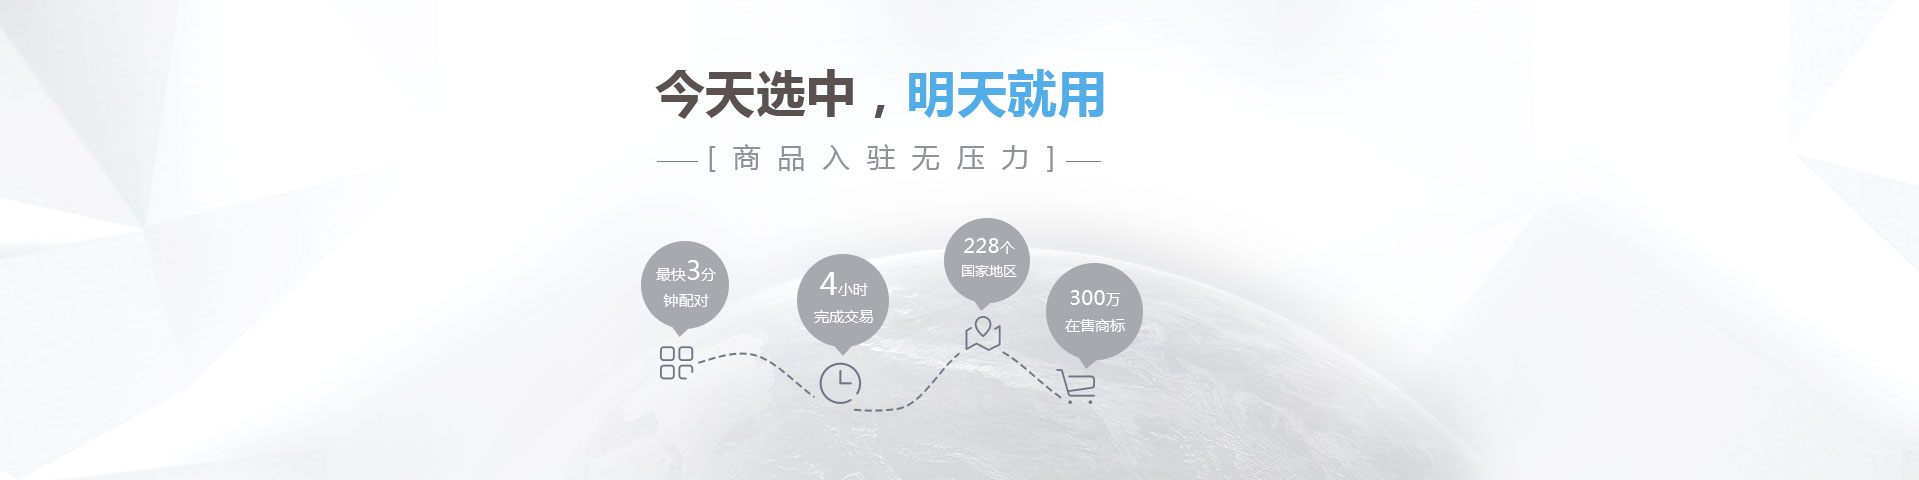 今天选中，明天就用
[商品入驻无压力]
最快3分
钟配对
4小时
完成交易
228个
国家地区
300万
在售商标